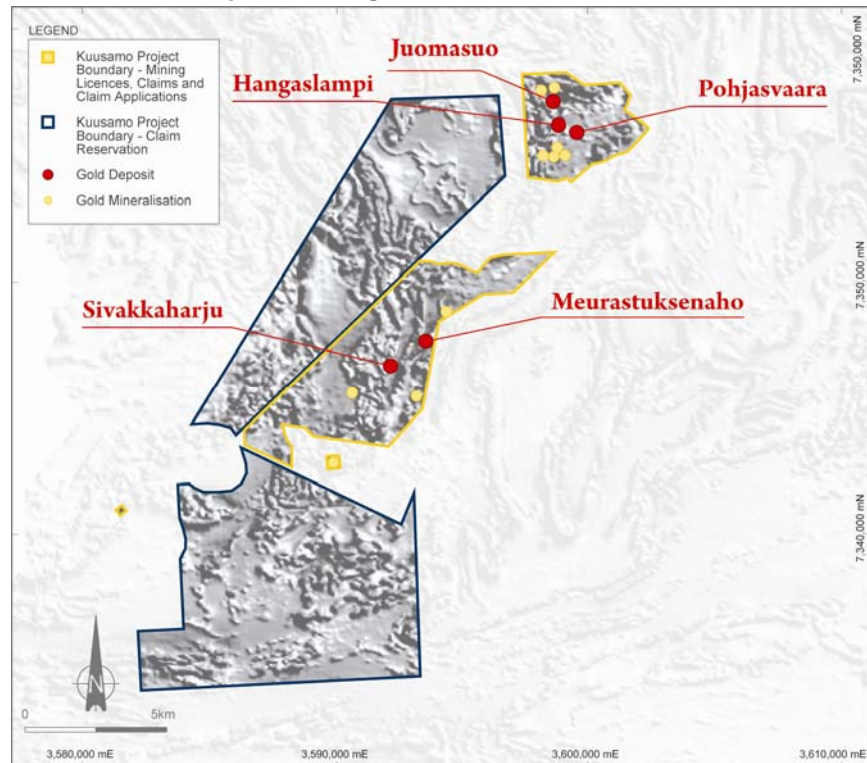 LEGEND
Kuusamo Project
Boundary - Mining
Licences, Claims and
Claim Applications
Kuusamo Project
Boundary - Claim
Reservation
Gold Deposit
Gold Mineralisation
Juomasuo
Hangaslampi
Pohjasvaara
Sivakkaharju
Meurastuksenaho
7,350,000 mN
7,350,000 mN
7,340,000 mN
N
0
5km
3,580,000 mE
3,590,000 mE
3,600,000 mE
3,610,000 mE